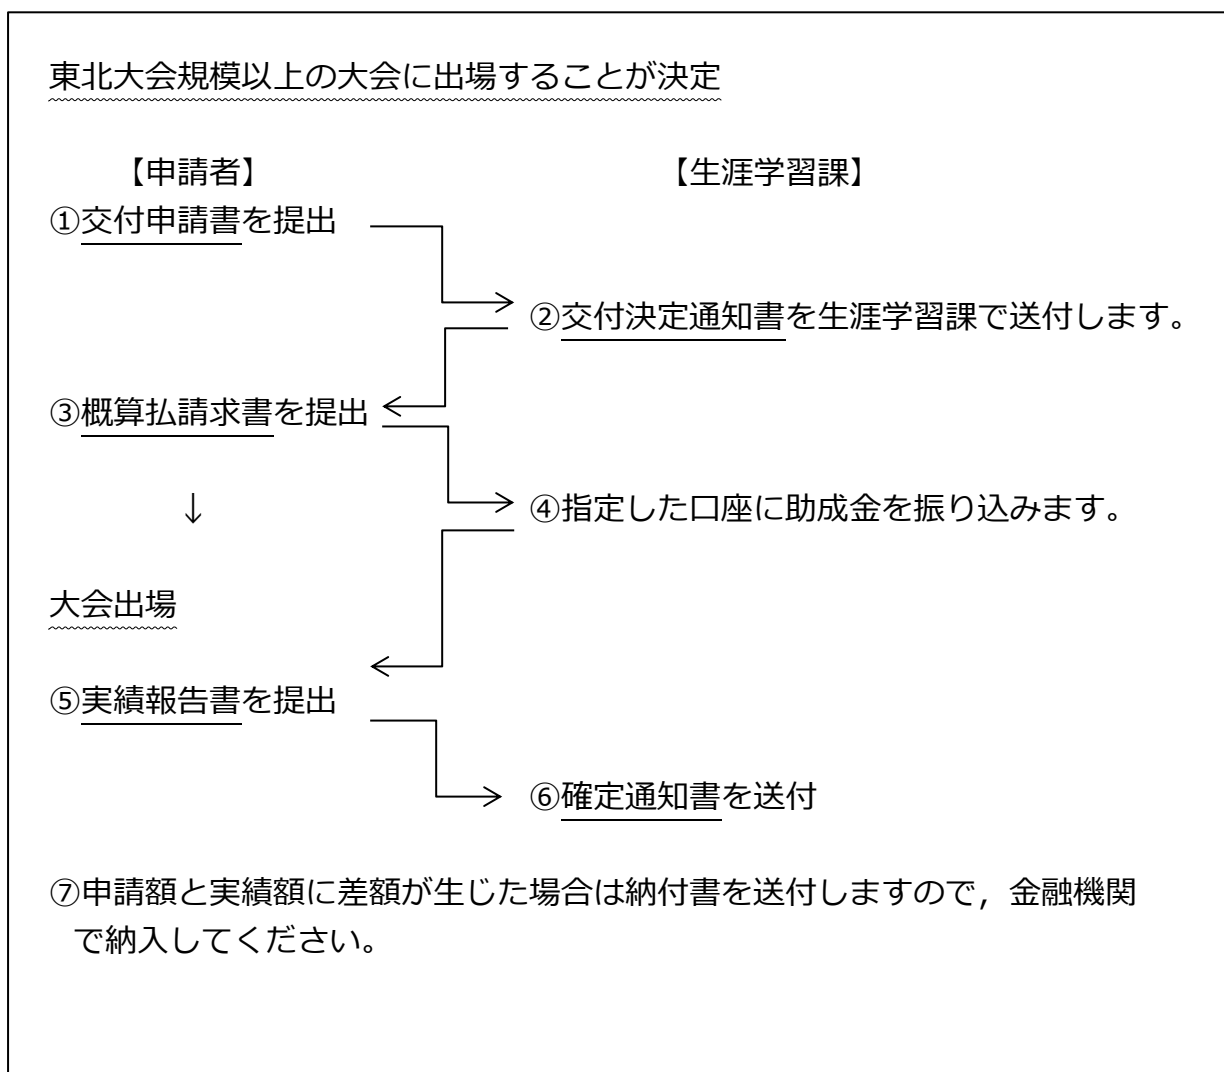 東北大会規模以上の大会に出場することが決定
【申請者】 【生涯学習課】
①交付申請書を提出
②交付決定通知書を生涯学習課で送付します。
③概算払請求書を提出
↓
④指定した口座に助成金を振り込みます。
大会出場
⑤実績報告書を提出
⑥確定通知書を送付
⑦申請額と実績額に差額が生じた場合は納付書を送付しますので，金融機関
で納入してください。